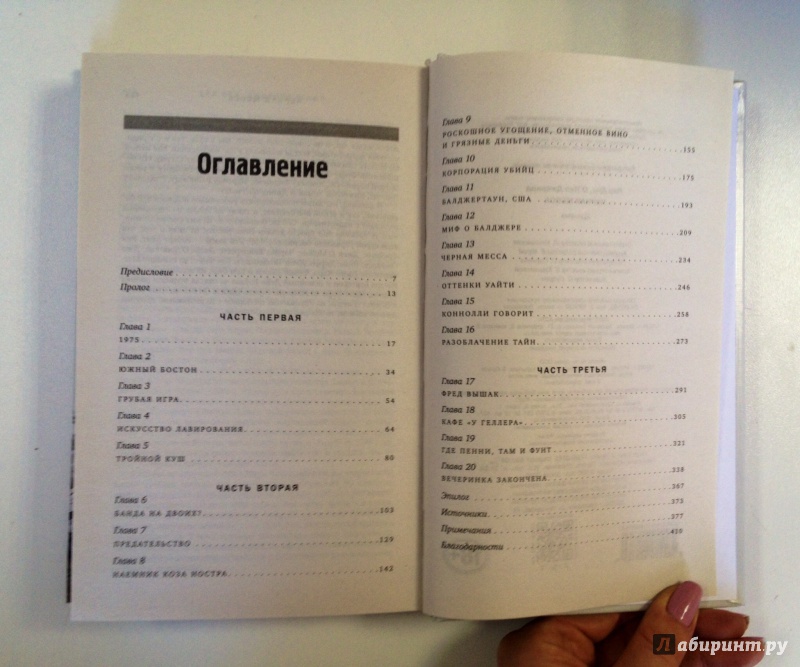 Оглавление
Предисловие 7
Пролог 13
ЧАСТЬ ПЕРВАЯ
Глава 1
1975 17
Глава 2
ЮЖНЫЙ БОСТОН 34
Глава 3
ГРУБАЯ ИГРА 54
Глава 4
ИСКУССТВО ЛАВИРОВАНИЯ 64
Глава 5
ТРОЙНОЙ КУШ 80
ЧАСТЬ ВТОРАЯ
Глава 6
БАНДА НА ДВОИХ? 103
Глава 7
ПРЕДАТЕЛЬСТВО 129
Глава 8
НАЕМНИК КОЗА НОСТРА 142
Глава 9
РОСКОШНОЕ УГОЩЕНИЕ, ОТМЕННОЕ ВИНО
И ГРЯЗНЫЕ ДЕНЬГИ 155
Глава 10
КОРПОРАЦИЯ УБИЙЦ 175
Глава 11
БАЛДЖЕРТАУН, США 193
Глава 12
МИФ О БАЛДЖЕРЕ 209
Глава 13
ЧЕРНАЯ МЕССА 234
Глава 14
ОТТЕНКИ УАЙТИ 246
Глава 15
КОННОЛЛИ ГОВОРИТ 258
Глава 16
РАЗОБЛАЧЕНИЕ ТАЙН 273
ЧАСТЬ ТРЕТЬЯ
Глава 17
ФРЕД ВЫШАК 291
Глава 18
КАФЕ «У ГЕЛЛЕРА» 305
Глава 19
ГДЕ ПЕННИ, ТАМ И ФУНТ 321
Глава 20
ВЕЧЕРИНКА ЗАКОНЧЕНА 338
Эпилог 367
Источники 373
Примечания 377
Благодарности 410
Лабиринт.ру